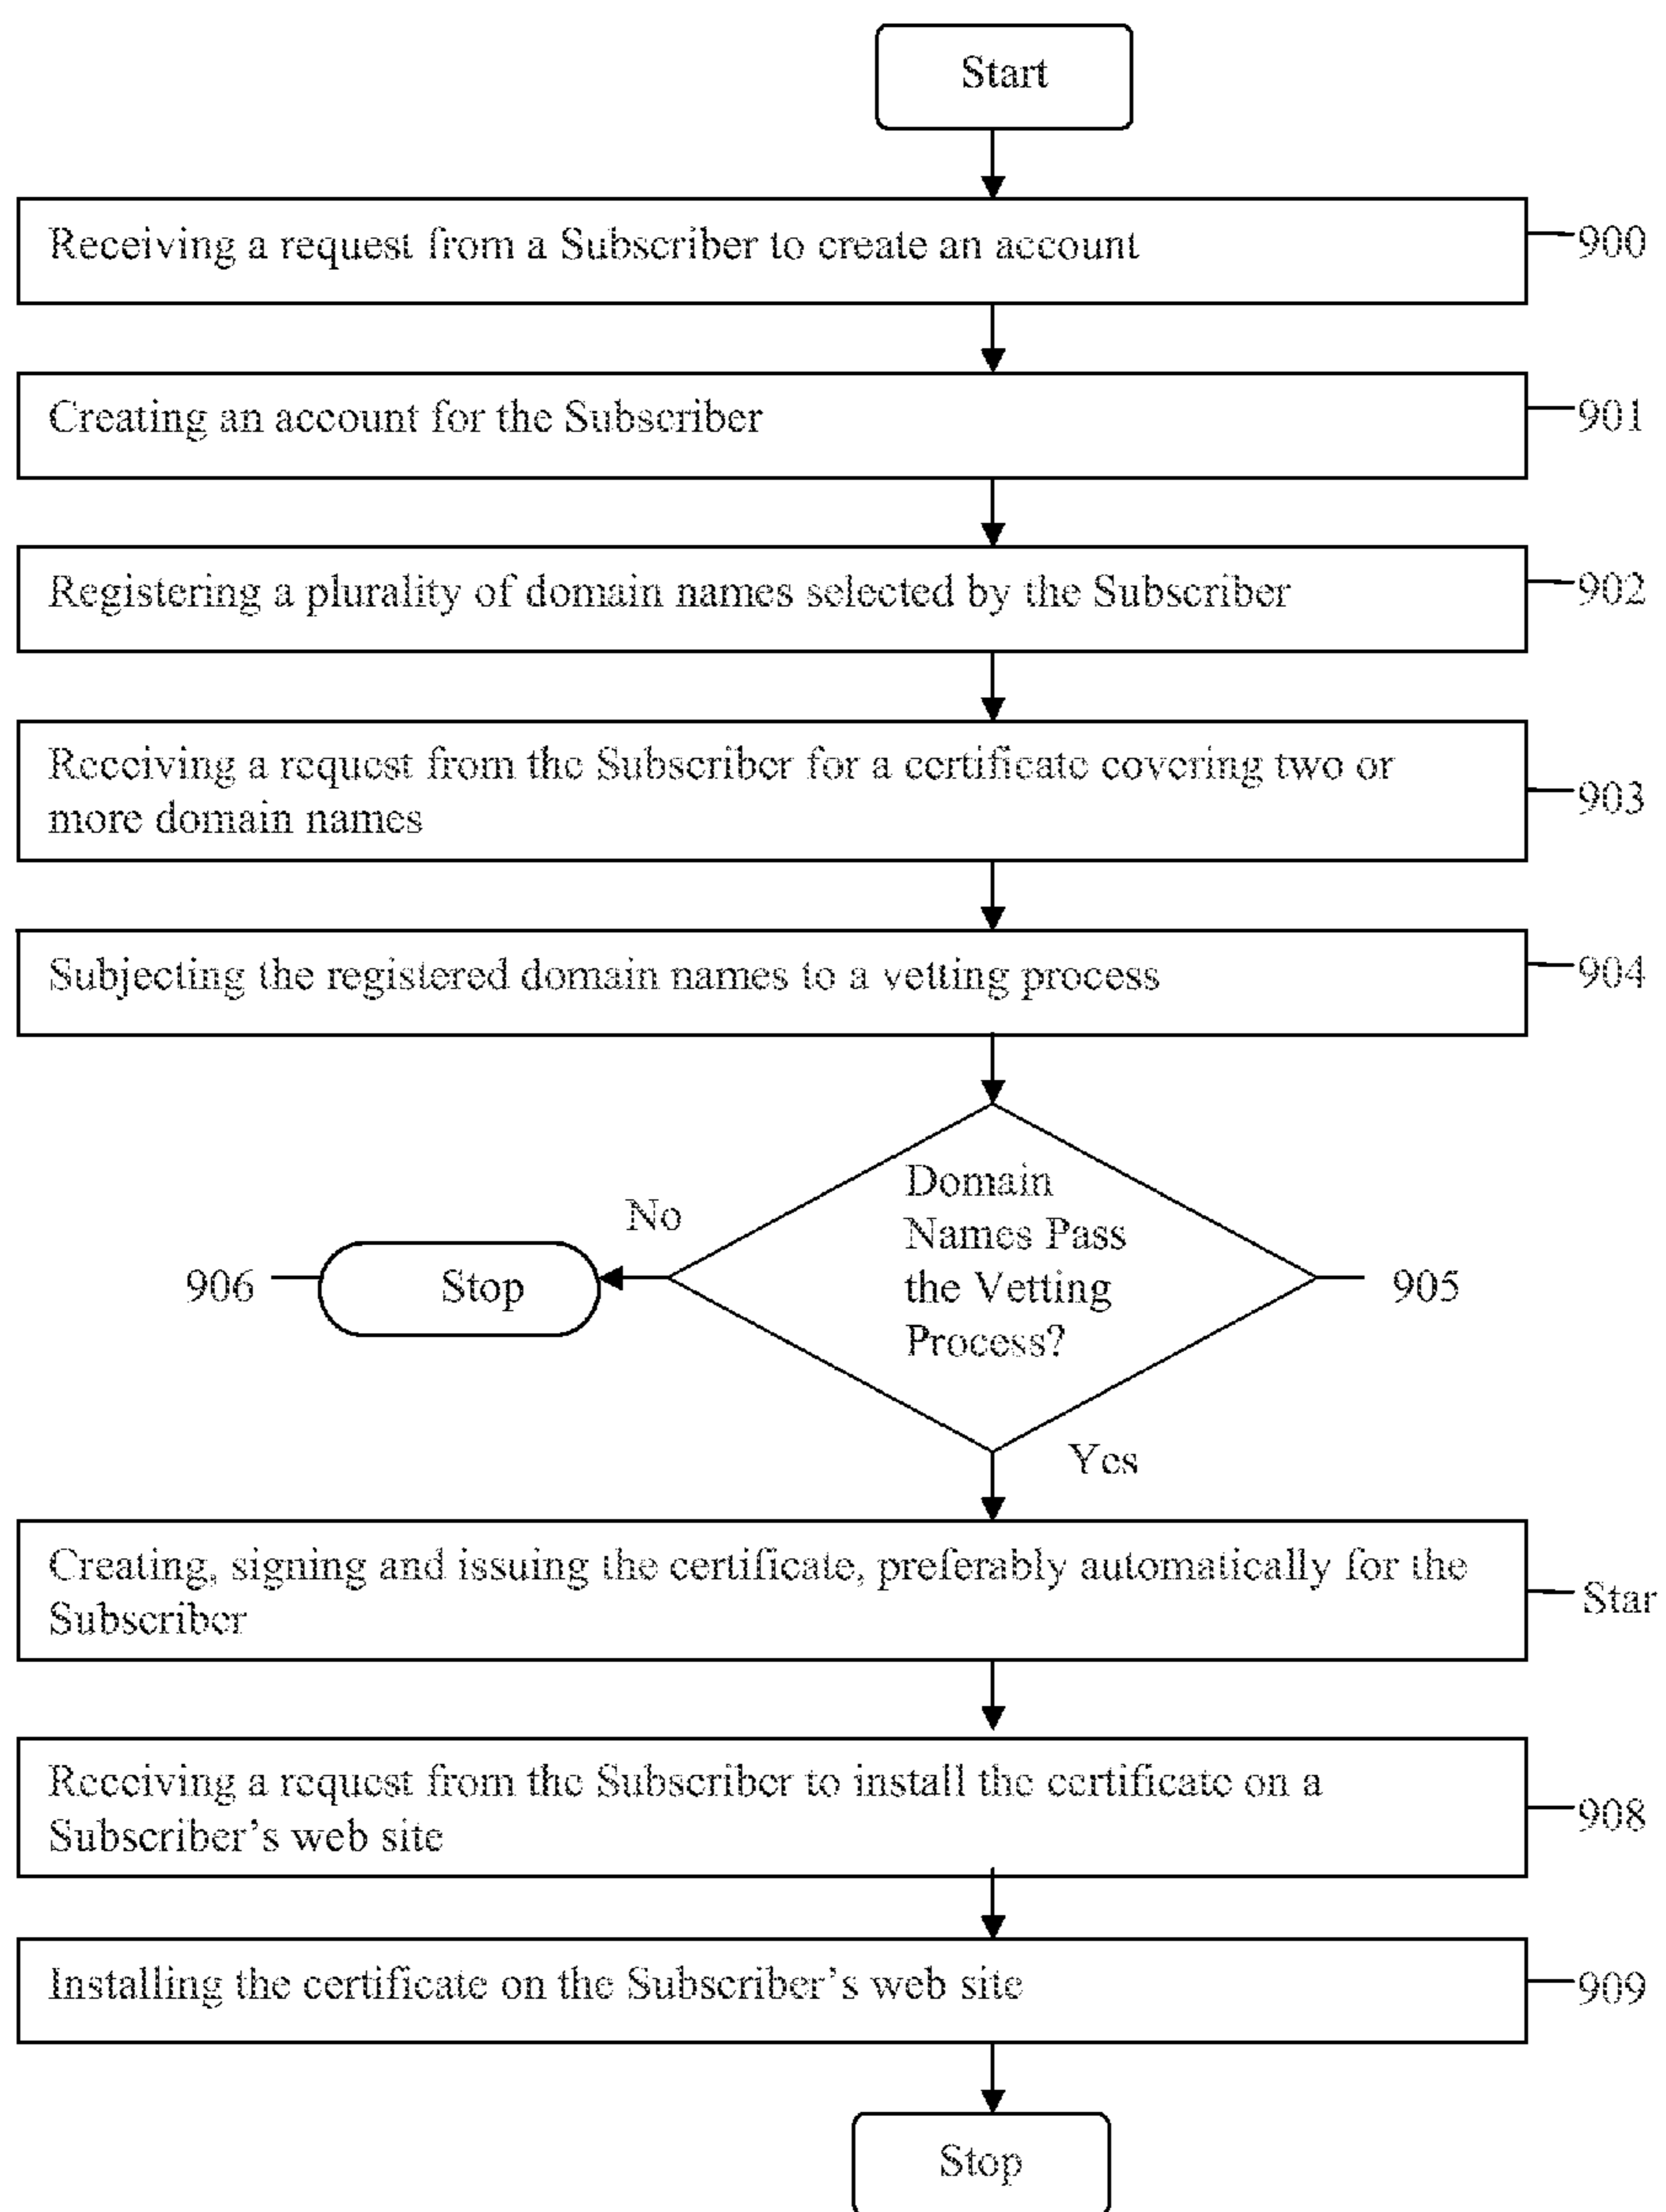 Start
Receiving a request from a Subscriber to create an account
900
Creating an account for the Subscriber
901
Registering a plurality of domain names selected by the Subscriber
902
Receiving a request from the Subscriber for a certificate covering two or
more domain names
903
Subjecting the registered domain names to a vetting process
904
Domain
Names Pass
the Vetting
Process?
No
906
Stop
905
Yes
Creating, signing and issuing the certificate, preferably automatically for the
Subscriber
Star
Receiving a request from the Subscriber to install the certificate on a
Subscriber's web site
908
Installing the certificate on the Subscriber's web site
909
Stop